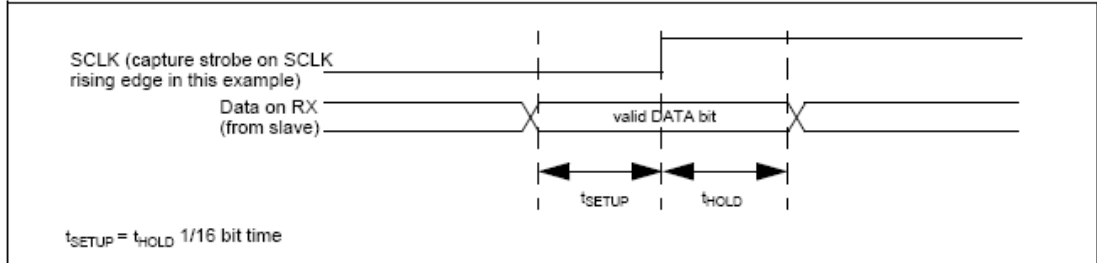 SCLK (capture strobe on SCLK
rising edge in this example)
Data on RX
(from slave)
valid DATA bit
tSETUP
tHOLD
tSETUP = tHOLD 1/16 bit time